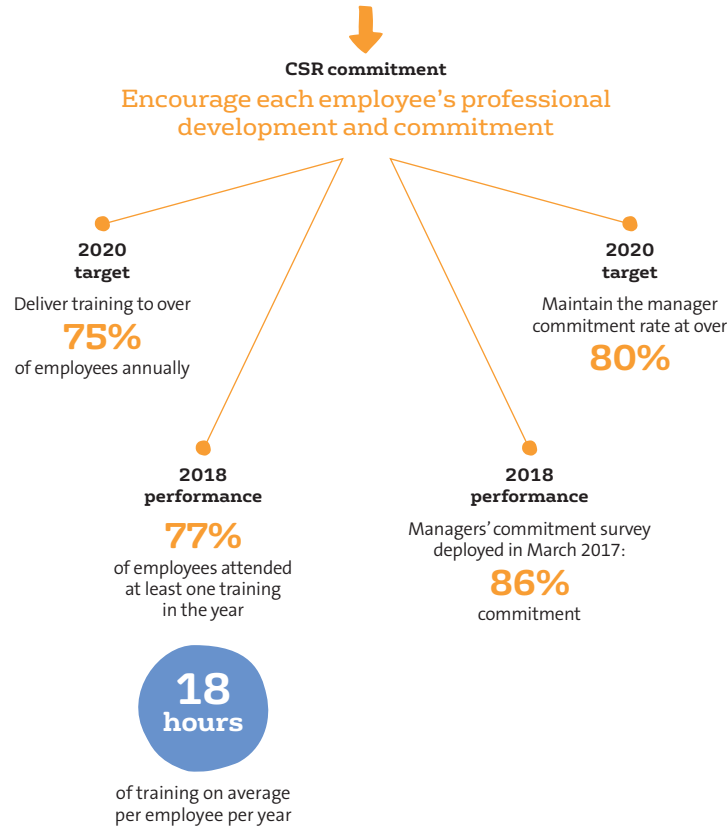 CSR commitment
Encourage each employee’s professional
development and commitment
2020
target
Deliver training to over
75%
of employees annually
2020
target
Maintain the manager
commitment rate at over
80%
2018
performance
77%
of employees attended
at least one training
in the year
18
hours
of training on average
per employee per year
2018
performance
Managers’ commitment survey
deployed in March 2017:
86%
commitment